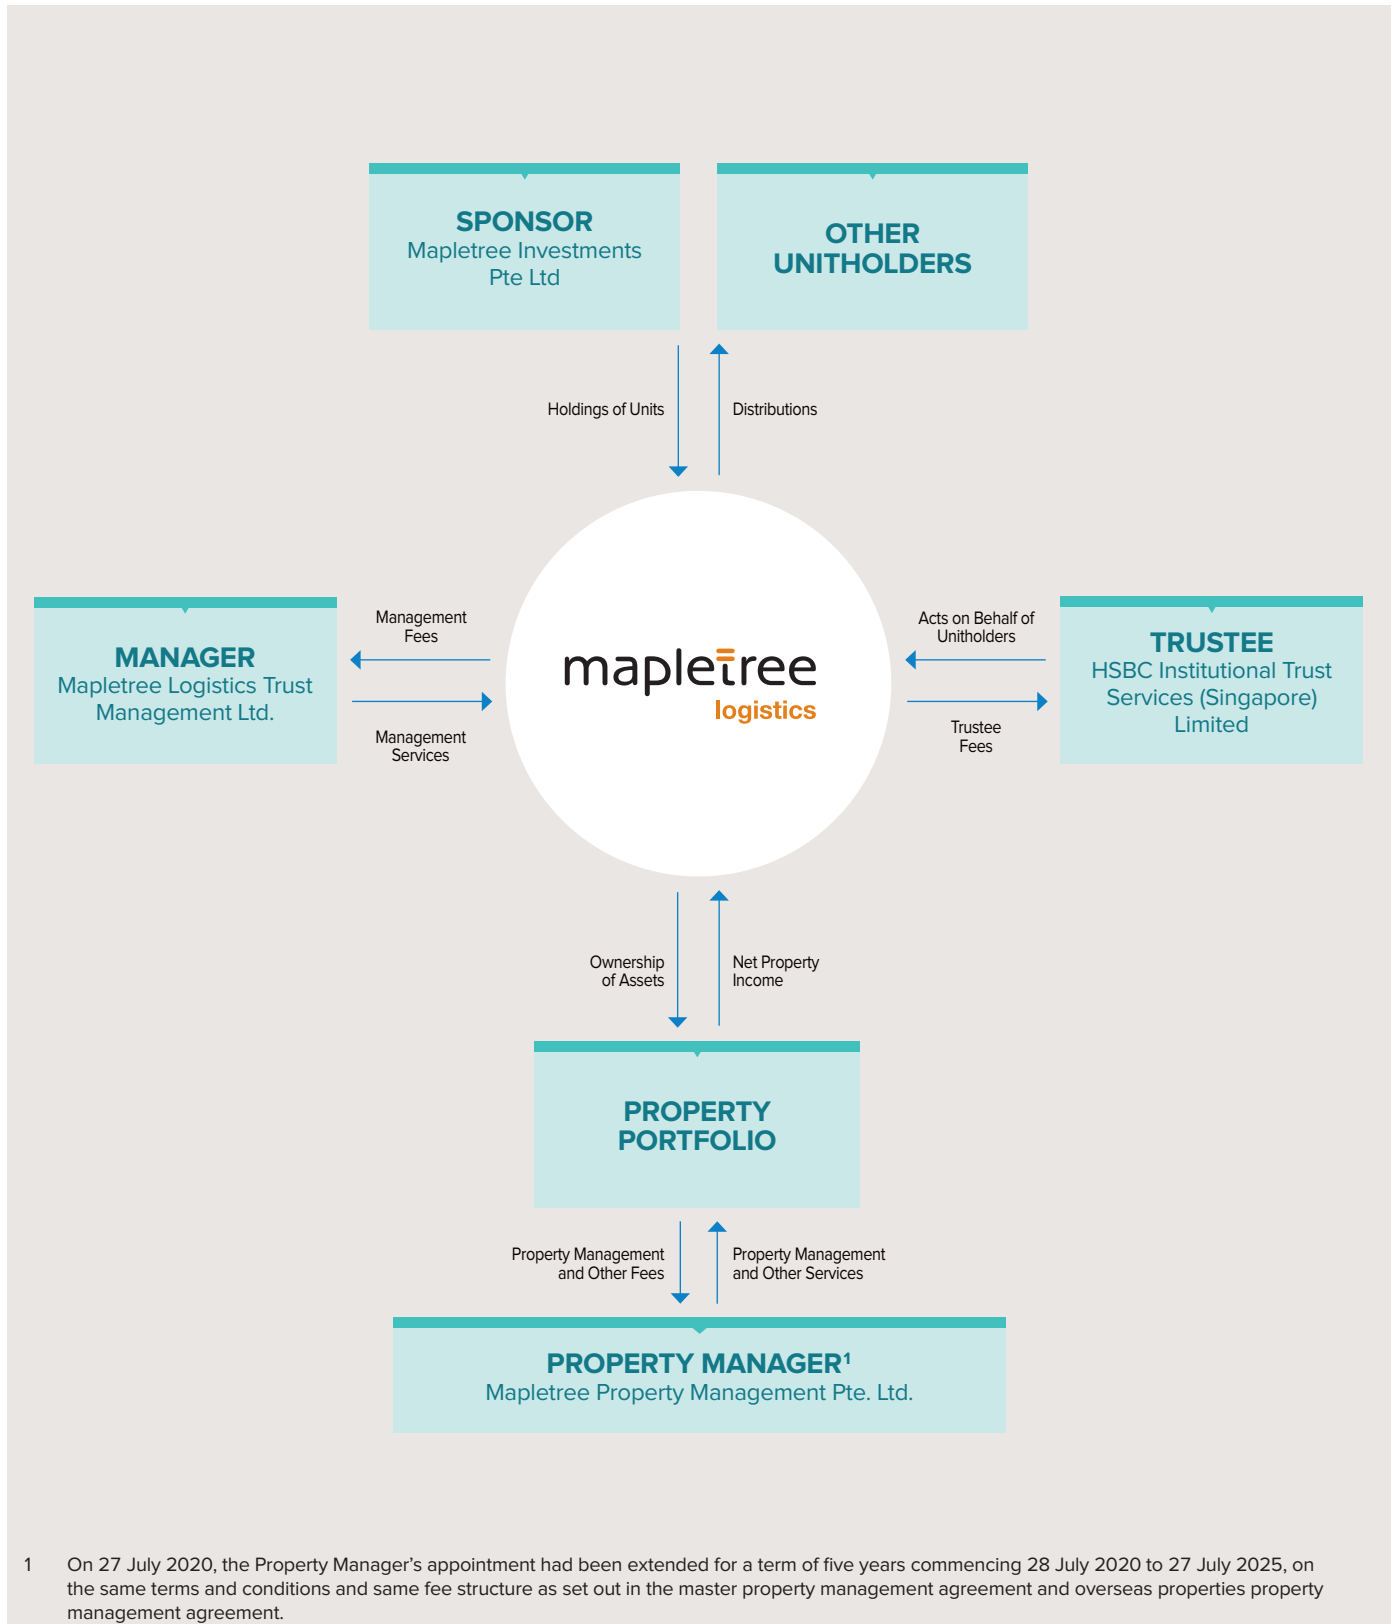 SPONSOR
Mapletree Investments
Pte Ltd
OTHER
UNITHOLDERS
Holdings of Units
Distributions
MANAGER
Mapletree Logistics Trust
Management Ltd.
Management
Fees
Management
Services
mapletree
logistics
Acts on Behalf of
Unitholders
Trustee
Fees
TRUSTEE
HSBC Institutional Trust
Services (Singapore)
Limited
Ownership
of Assets
Net Property
Income
PROPERTY
PORTFOLIO
Property Management
and Other Fees
Property Management
and Other Services
PROPERTY MANAGER¹
Mapletree Property Management Pte. Ltd.
1 On 27 July 2020, the Property Manager’s appointment had been extended for a term of five years commencing 28 July 2020 to 27 July 2025, on
the same terms and conditions and same fee structure as set out in the master property management agreement and overseas properties property
management agreement.